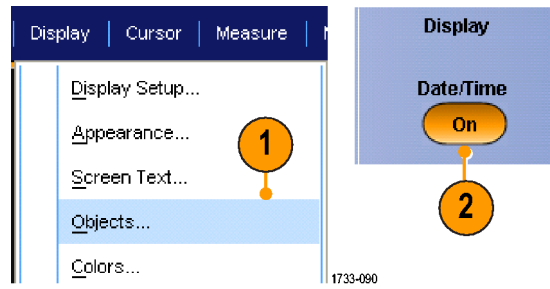 Display Cursor Measure
Display Setup...
Appearance...
1
Screen Text...
Objects...
Colors...
Display
Date/Time
On
2
1733-090